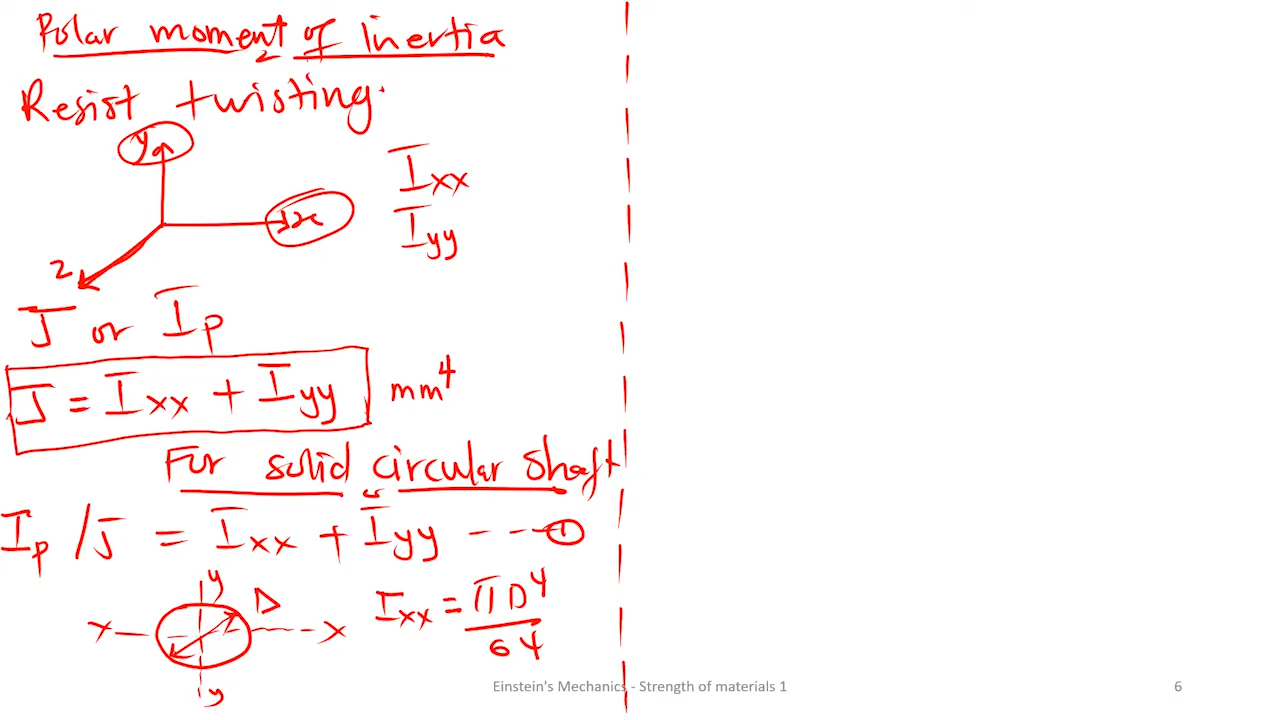 Polar moment of Inertia
Resist twisting.
y
x
z
Ixx
Iyy
J or Ip
J = Ixx + Iyy mm⁴
For solid circular shaft
Ip /J = Ixx + Iyy ----①
y
D
x x
y
Ixx = πD⁴
64
Einstein's Mechanics - Strength of materials 1
6